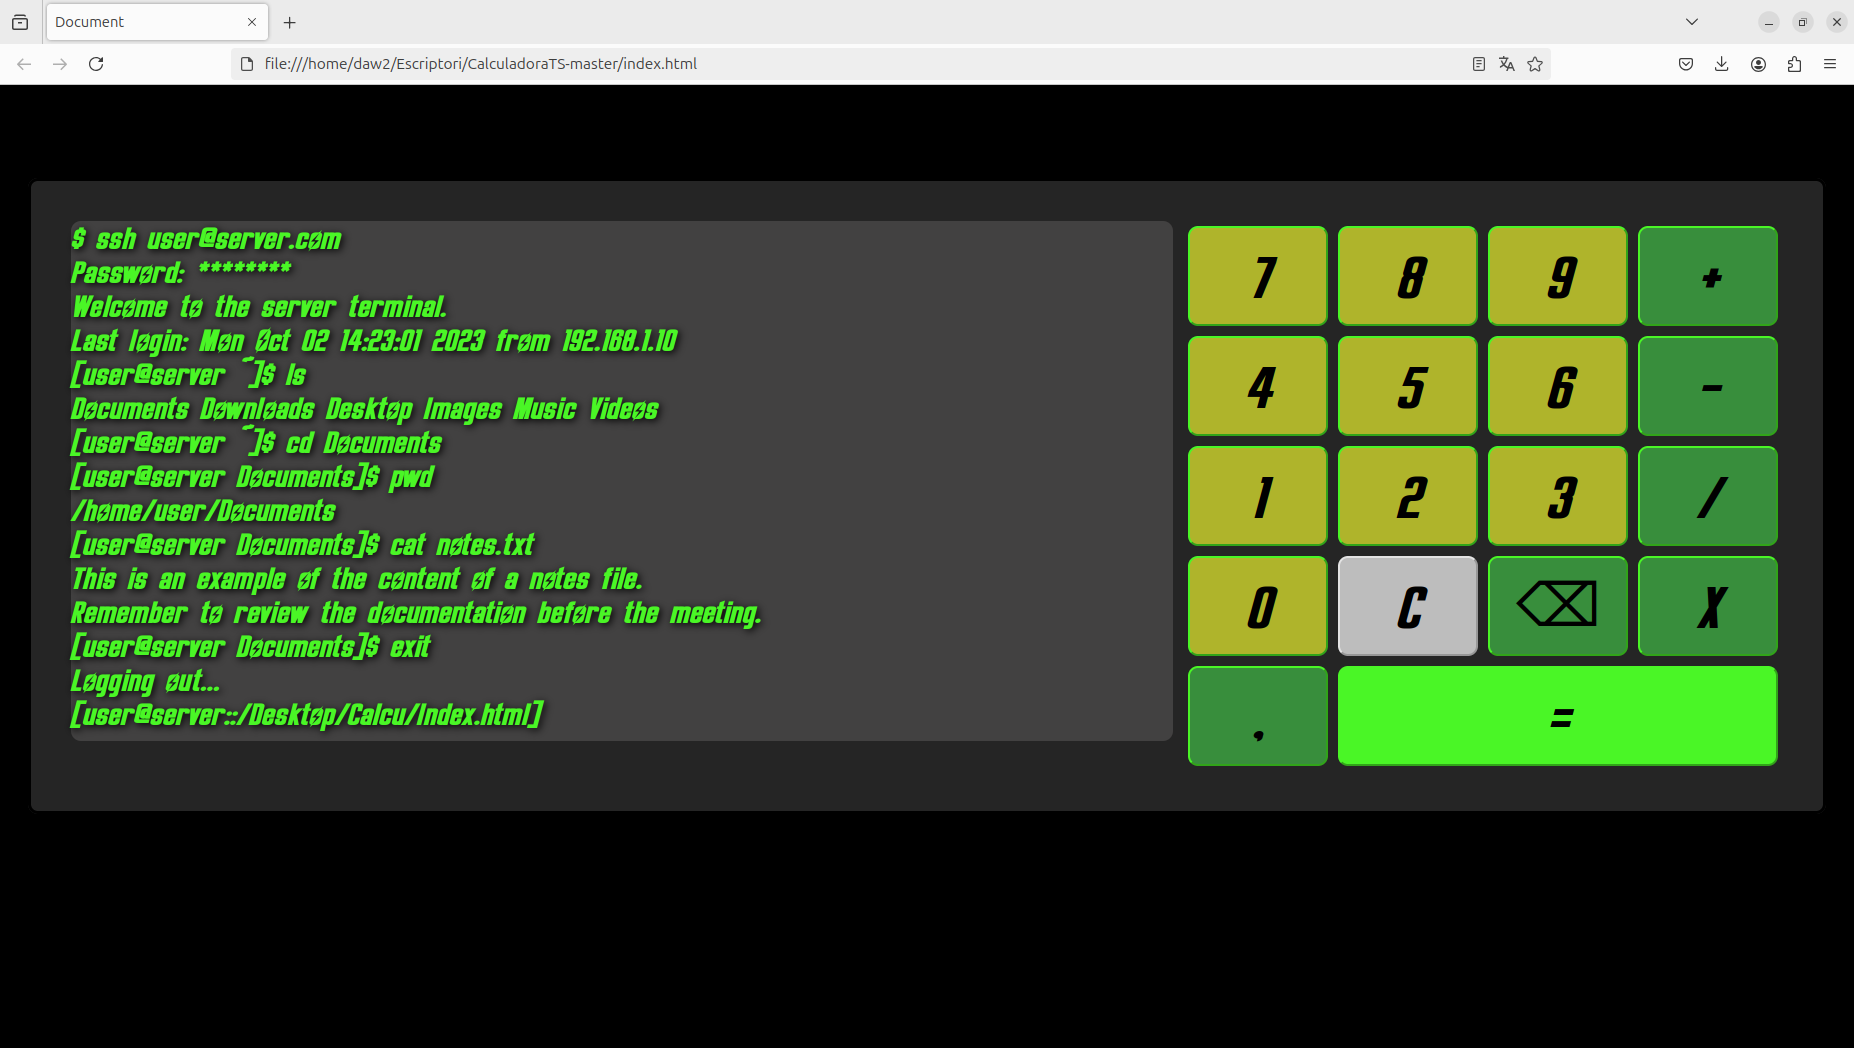 Document
file:///home/daw2/Escriptori/CalculadoraTS-master/index.html
$ ssh user@server.com
Password: ********
Welcome to the server terminal.
Last login: Mon Oct 02 14:23:01 2023 from 192.168.1.10
[user@server ~]$ ls
Documents Downloads Desktop Images Music Videos
[user@server ~]$ cd Documents
[user@server Documents]$ pwd
/home/user/Documents
[user@server Documents]$ cat notes.txt
This is an example of the content of a notes file.
Remember to review the documentation before the meeting.
[user@server Documents]$ exit
Logging out...
[user@server::/Desktop/Calcu/Index.html]
7 8 9 +
4 5 6 -
1 2 3 /
0 C ⌫ X
. =